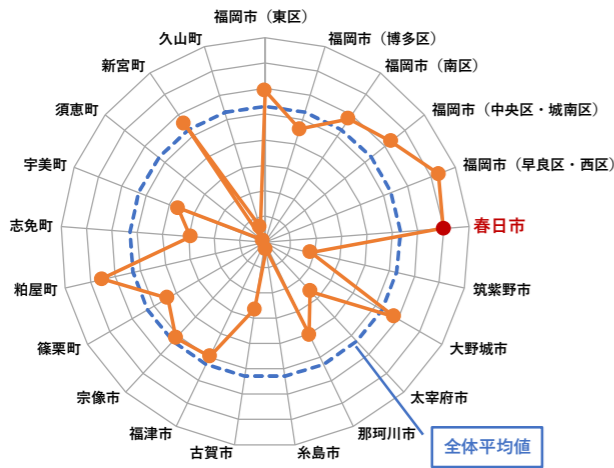 福岡市（東区）
福岡市（博多区）
福岡市（南区）
福岡市（中央区・城南区）
福岡市（早良区・西区）
春日市
筑紫野市
大野城市
太宰府市
那珂川市
糸島市
古賀市
福津市
宗像市
篠栗町
粕屋町
志免町
宇美町
須恵町
新宮町
久山町
全体平均値